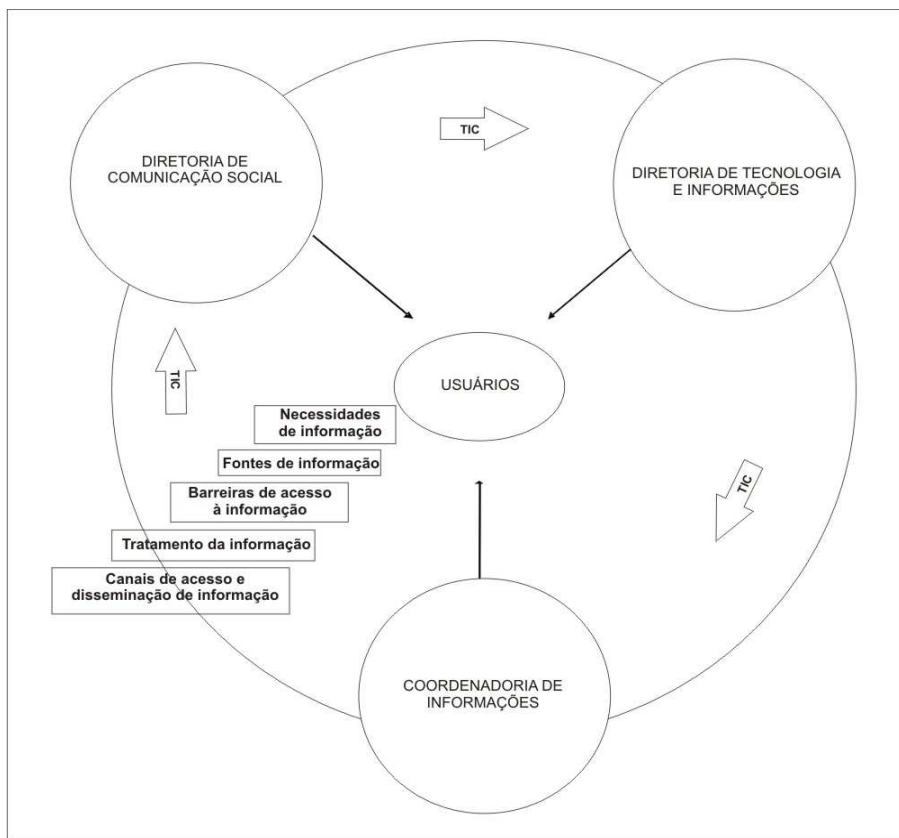 TIC
DIRETORIA DE
COMUNICAÇÃO SOCIAL
DIRETORIA DE TECNOLOGIA
E INFORMAÇÕES
TIC
USUÁRIOS
Necessidades
de informação
Fontes de informação
Barreiras de acesso
à informação
TIC
Tratamento da informação
Canais de acesso e
disseminação de informação
COORDENADORIA DE
INFORMAÇÕES